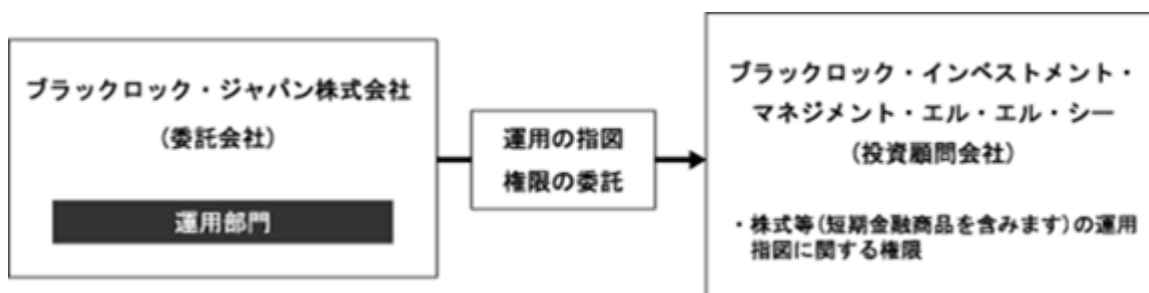 ブラックロック・ジャパン株式会社
(委託会社)
運用部門
運用の指図
権限の委託
ブラックロック・インベストメント・
マネジメント・エル・エル・シー
(投資顧問会社)
・株式等(短期金融商品を含みます)の運用
指図に関する権限